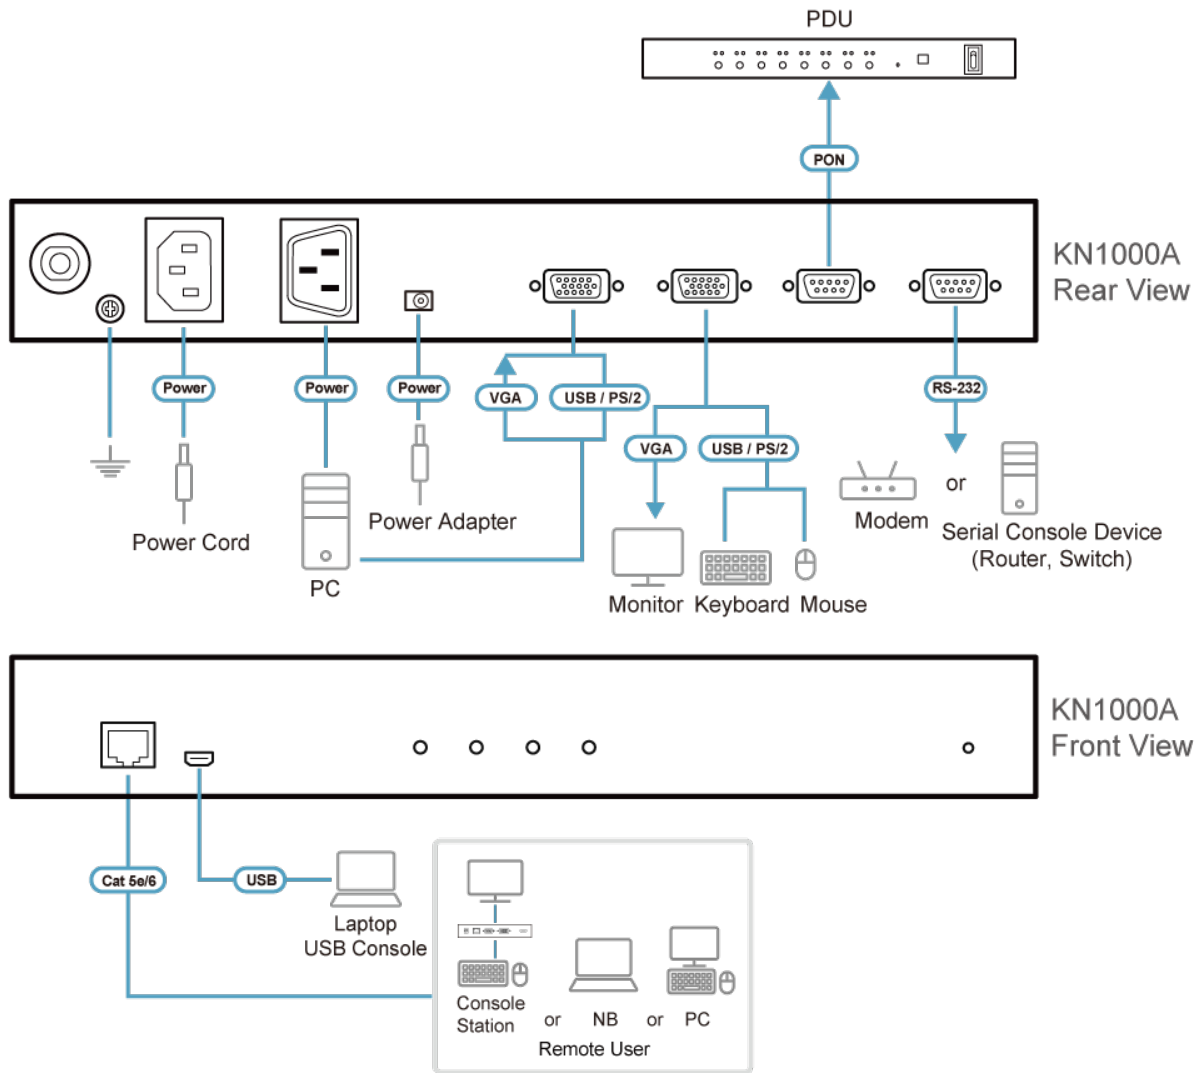 PDU
PON
KN1000A
Rear View
Power
Power
Power
VGA
USB / PS/2
VGA
USB / PS/2
RS-232
Power Cord
PC
Power Adapter
Monitor
Keyboard
Mouse
Modem
or
Serial Console Device
(Router, Switch)
KN1000A
Front View
Cat 5e/6
USB
Laptop
USB Console
Console
Station
or
NB
or
PC
Remote User